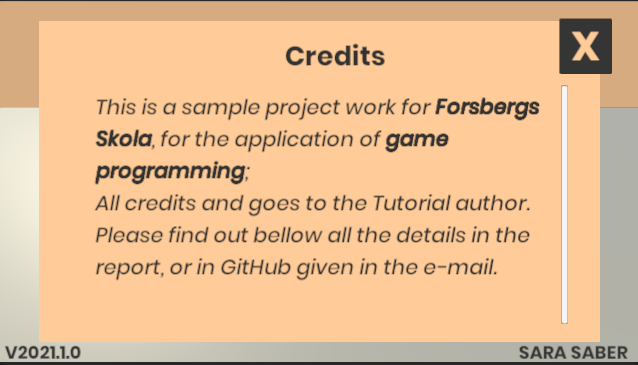 Credits
X
This is a sample project work for Forsbergs
Skola, for the application of game
programming;
All credits and goes to the Tutorial author.
Please find out bellow all the details in the
report, or in GitHub given in the e-mail.
V2021.1.0
SARA SABER